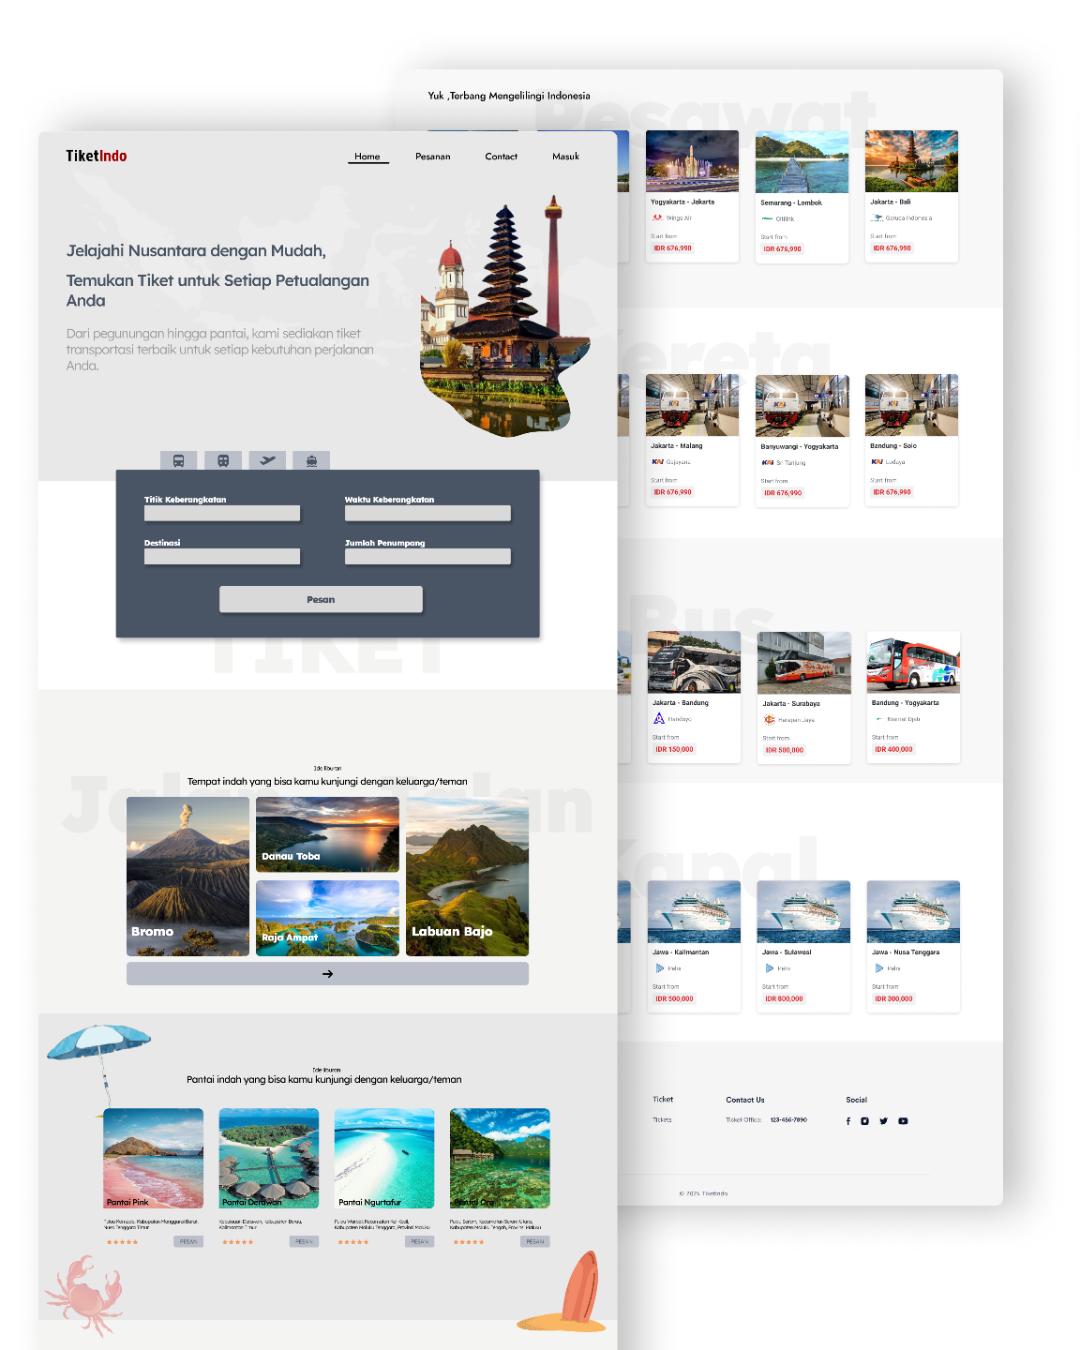 Yuk ,Terbang Mengelilingi Indonesia
Pesawat
Yogyakarta - Jakarta
Wings Air
Start from
IDR 676,990
Semarang - Lombok
Citilink
Start from
IDR 676,990
Jakarta - Bali
Garuda Indonesia
Start from
IDR 676,990
Kereta
Jakarta - Malang
KAI Gajayana
Start from
IDR 676,990
Banyuwangi - Yogyakarta
KAI Sri Tanjung
Start from
IDR 676,990
Bandung - Solo
KAI Lodaya
Start from
IDR 676,990
Bus
Jakarta - Bandung
Handoyo
Start from
IDR 150,000
Jakarta - Surabaya
Harapan Jaya
Start from
IDR 500,000
Bandung - Yogyakarta
Start from
IDR 400,000
Kapal
Jawa - Kalimantan
Pelni
Start from
IDR 500,000
Jawa - Sulawesi
Pelni
Start from
IDR 800,000
Jawa - Nusa Tenggara
Pelni
Start from
IDR 300,000
Ticket
Tickets
Contact Us
Ticket Office: 123-456-7890
Social
© 2024 TiketIndo
TiketIndo
Home
Pesanan
Contact
Masuk
Jelajahi Nusantara dengan Mudah,
Temukan Tiket untuk Setiap Petualangan
Anda
Dari pegunungan hingga pantai, kami sediakan tiket
transportasi terbaik untuk setiap kebutuhan perjalanan
Anda.
Titik Keberangkatan
Waktu Keberangkatan
Destinasi
Jumlah Penumpang
Pesan
TIKET
Ide liburan
Tempat indah yang bisa kamu kunjungi dengan keluarga/teman
Bromo
Danau Toba
Raja Ampat
Labuan Bajo
Ide liburan
Pantai indah yang bisa kamu kunjungi dengan keluarga/teman
Pantai Pink
Pantai Derawan
Pantai Ngurtafur
Pantai Ora
PESAN
PESAN
PESAN
PESAN